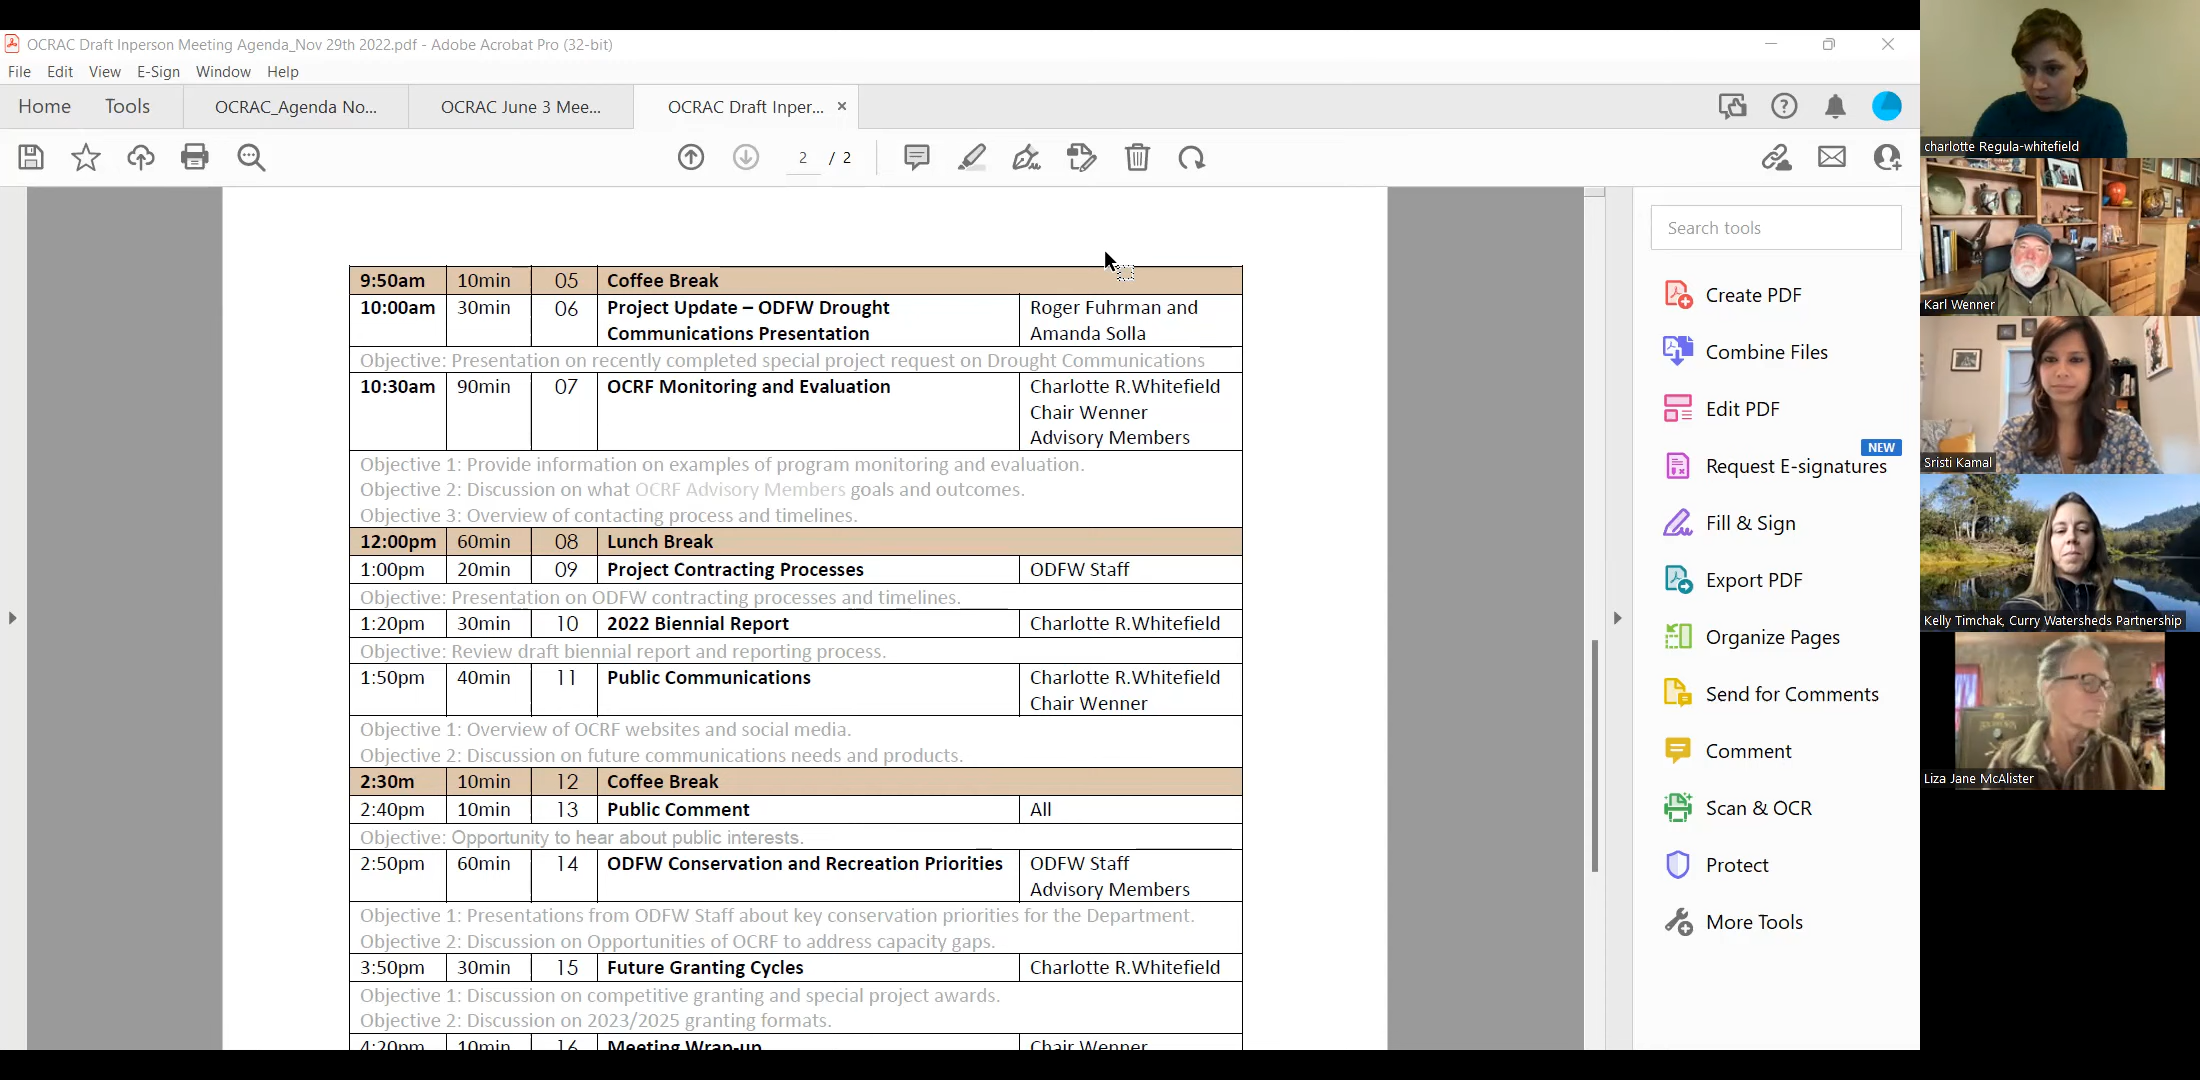 OCRAC Draft Inperson Meeting Agenda_Nov 29th 2022.pdf - Adobe Acrobat Pro (32-bit)
File Edit View E-Sign Window Help
Home Tools OCRAC_Agenda No... OCRAC June 3 Mee... OCRAC Draft Inper... ×
2 / 2
9:50am 10min 05 Coffee Break
10:00am 30min 06 Project Update – ODFW Drought Roger Fuhrman and
Communications Presentation Amanda Solla
Objective: Presentation on recently completed special project request on Drought Communications
10:30am 90min 07 OCRF Monitoring and Evaluation Charlotte R.Whitefield
Chair Wenner
Advisory Members
Objective 1: Provide information on examples of program monitoring and evaluation.
Objective 2: Discussion on what OCRF Advisory Members goals and outcomes.
Objective 3: Overview of contacting process and timelines.
12:00pm 60min 08 Lunch Break
1:00pm 20min 09 Project Contracting Processes ODFW Staff
Objective: Presentation on ODFW contracting processes and timelines.
1:20pm 30min 10 2022 Biennial Report Charlotte R.Whitefield
Objective: Review draft biennial report and reporting process.
1:50pm 40min 11 Public Communications Charlotte R.Whitefield
Chair Wenner
Objective 1: Overview of OCRF websites and social media.
Objective 2: Discussion on future communications needs and products.
2:30m 10min 12 Coffee Break
2:40pm 10min 13 Public Comment All
Objective: Opportunity to hear about public interests.
2:50pm 60min 14 ODFW Conservation and Recreation Priorities ODFW Staff
Advisory Members
Objective 1: Presentations from ODFW Staff about key conservation priorities for the Department.
Objective 2: Discussion on Opportunities of OCRF to address capacity gaps.
3:50pm 30min 15 Future Granting Cycles Charlotte R.Whitefield
Objective 1: Discussion on competitive granting and special project awards.
Objective 2: Discussion on 2023/2025 granting formats.
4:20pm 10min 16 Meeting Wrap-up Chair Wenner
Search tools
Create PDF
Combine Files
Edit PDF
NEW
Request E-signatures
Fill & Sign
Export PDF
Organize Pages
Send for Comments
Comment
Scan & OCR
Protect
More Tools
charlotte Regula-whitefield
Karl Wenner
Sristi Kamal
Kelly Timchak, Curry Watersheds Partnership
Liza Jane McAlister